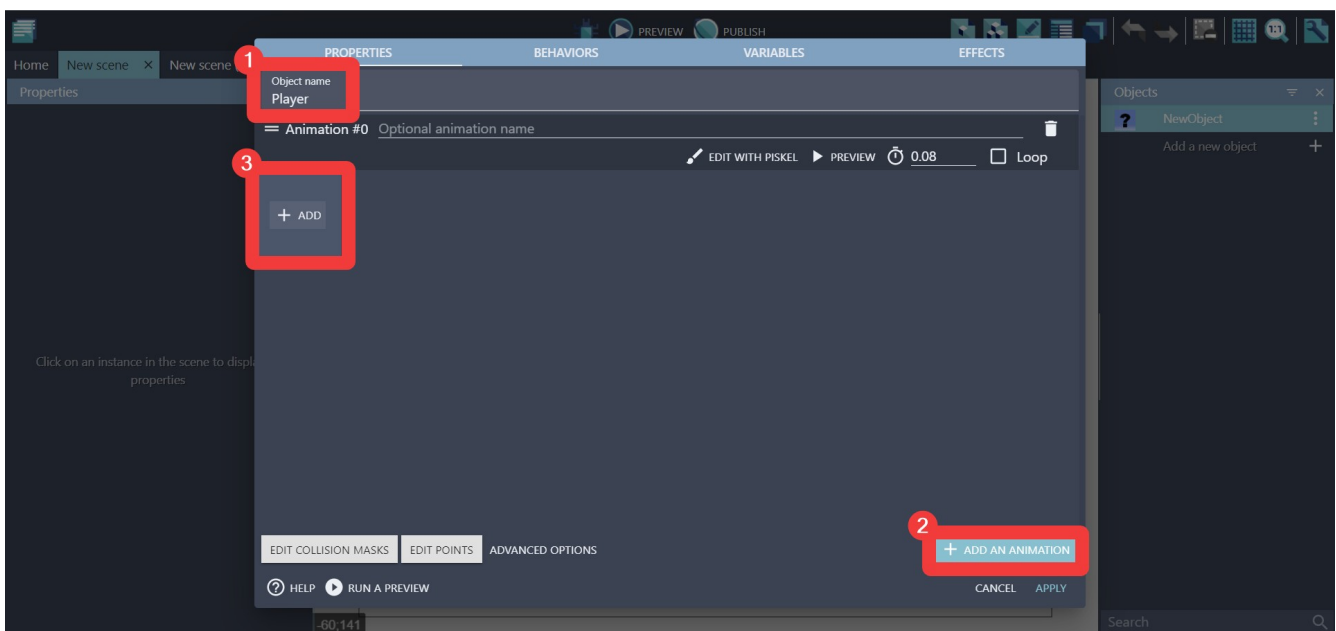 PREVIEW PUBLISH
1:1
Home New scene × New scene
1
PROPERTIES BEHAVIORS VARIABLES EFFECTS
Properties
Object name
Player
Objects
? NewObject
Add a new object +
Animation #0 Optional animation name
EDIT WITH PISKEL PREVIEW 0.08 Loop
3
+ ADD
Click on an instance in the scene to displ
properties
2
EDIT COLLISION MASKS EDIT POINTS ADVANCED OPTIONS + ADD AN ANIMATION
? HELP RUN A PREVIEW CANCEL APPLY
-60;141
Search